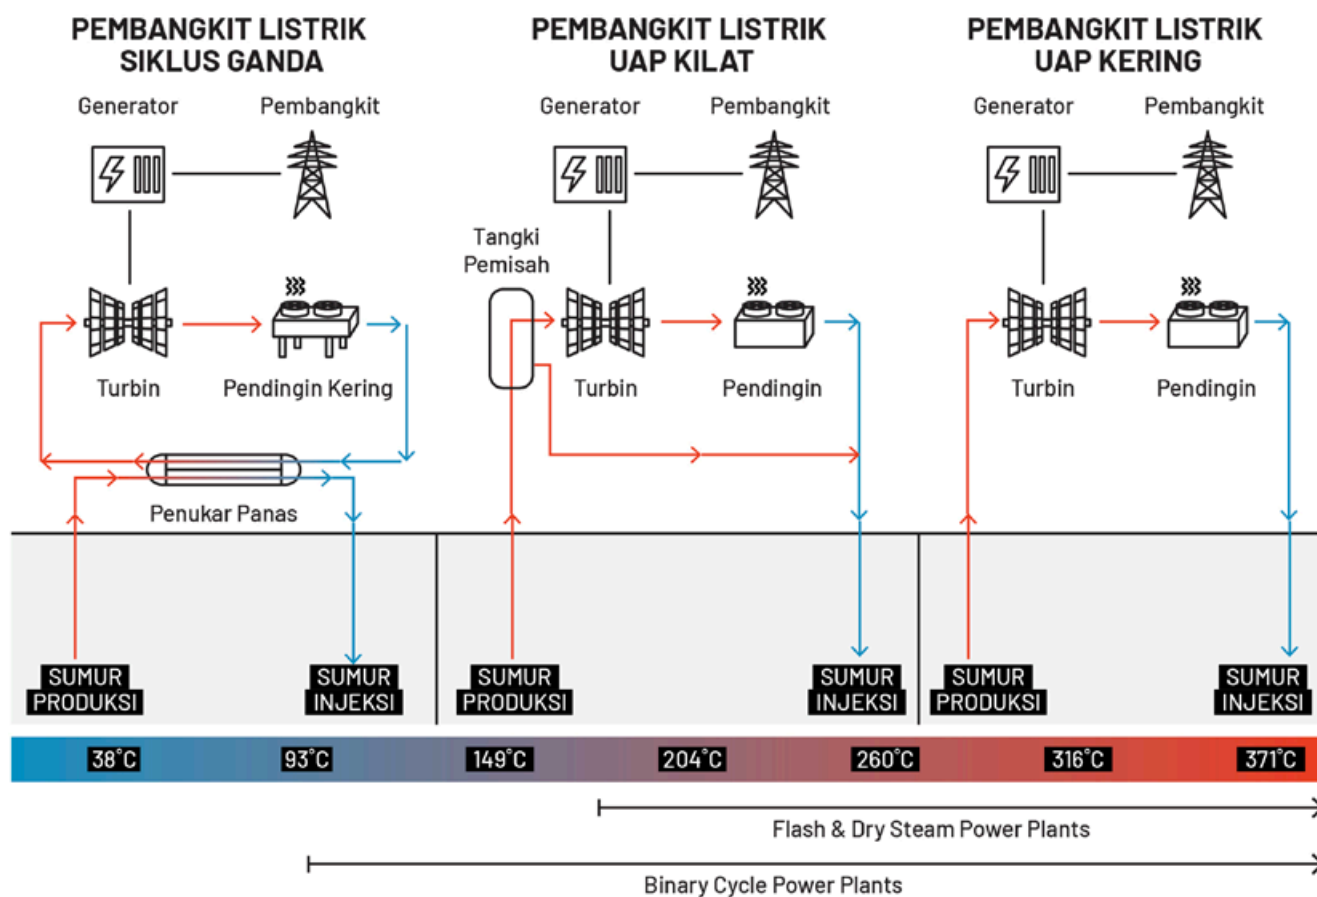 PEMBANGKIT LISTRIK
SIKLUS GANDA
Generator
Pembangkit
Turbin
Pendingin Kering
Penukar Panas
SUMUR
PRODUKSI
SUMUR
INJEKSI
PEMBANGKIT LISTRIK
UAP KILAT
Generator
Pembangkit
Tangki
Pemisah
Turbin
Pendingin
SUMUR
PRODUKSI
SUMUR
INJEKSI
PEMBANGKIT LISTRIK
UAP KERING
Generator
Pembangkit
Turbin
Pendingin
SUMUR
PRODUKSI
SUMUR
INJEKSI
38°C
93°C
149°C
204°C
260°C
316°C
371°C
Flash & Dry Steam Power Plants
Binary Cycle Power Plants